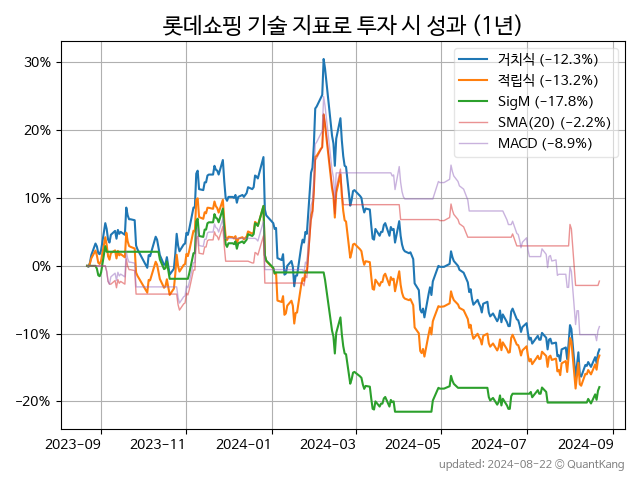 롯데쇼핑 기술 지표로 투자 시 성과 (1년)
거치식 (-12.3%)
적립식 (-13.2%)
SigM (-17.8%)
SMA(20) (-2.2%)
MACD (-8.9%)
30%
20%
10%
0%
-10%
-20%
2023-09 2023-11 2024-01 2024-03 2024-05 2024-07 2024-09
updated: 2024-08-22 © QuantKang